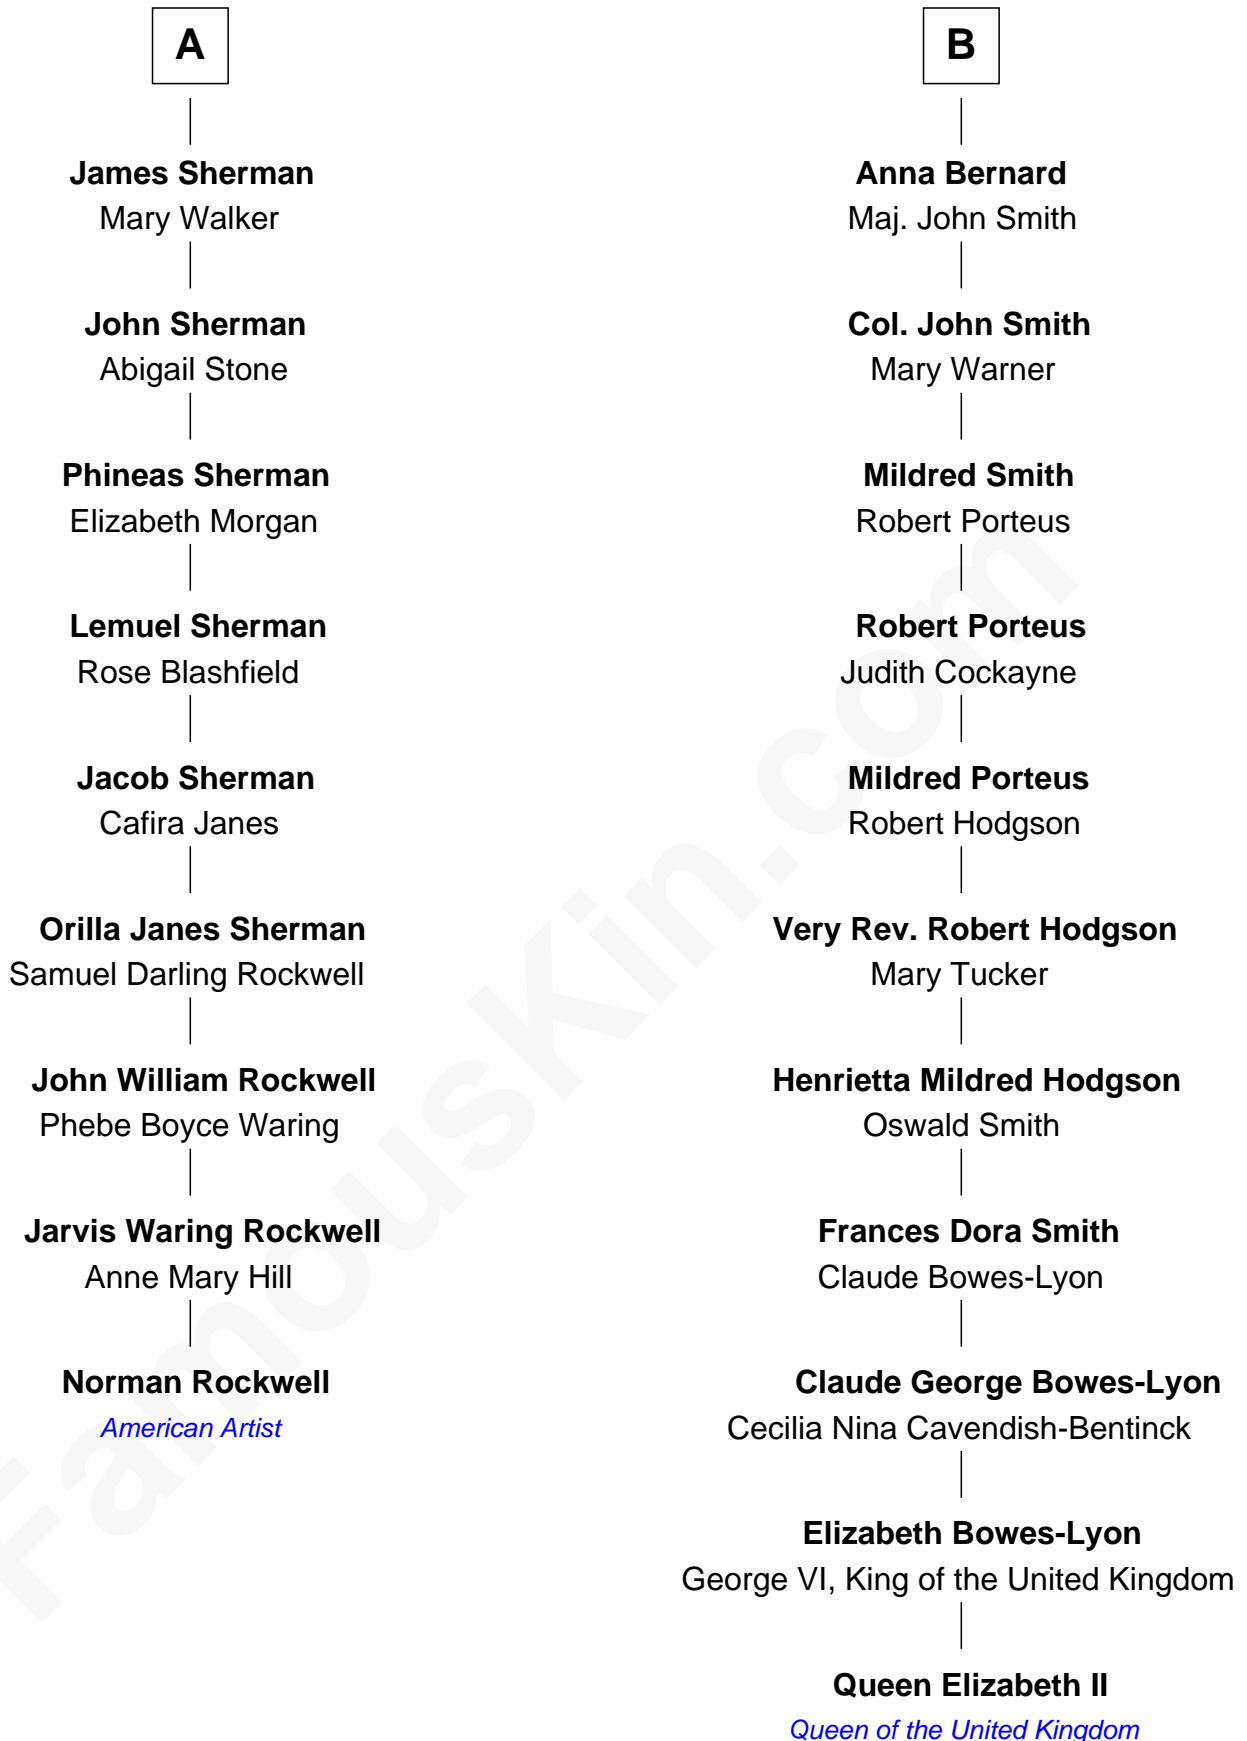 A
James Sherman
Mary Walker
John Sherman
Abigail Stone
Phineas Sherman
Elizabeth Morgan
Lemuel Sherman
Rose Blashfield
Jacob Sherman
Cafira Janes
Orilla Janes Sherman
Samuel Darling Rockwell
John William Rockwell
Phebe Boyce Waring
Jarvis Waring Rockwell
Anne Mary Hill
Norman Rockwell
American Artist
B
Anna Bernard
Maj. John Smith
Col. John Smith
Mary Warner
Mildred Smith
Robert Porteus
Robert Porteus
Judith Cockayne
Mildred Porteus
Robert Hodgson
Very Rev. Robert Hodgson
Mary Tucker
Henrietta Mildred Hodgson
Oswald Smith
Frances Dora Smith
Claude Bowes-Lyon
Claude George Bowes-Lyon
Cecilia Nina Cavendish-Bentinck
Elizabeth Bowes-Lyon
George VI, King of the United Kingdom
Queen Elizabeth II
Queen of the United Kingdom
FamousKin.com